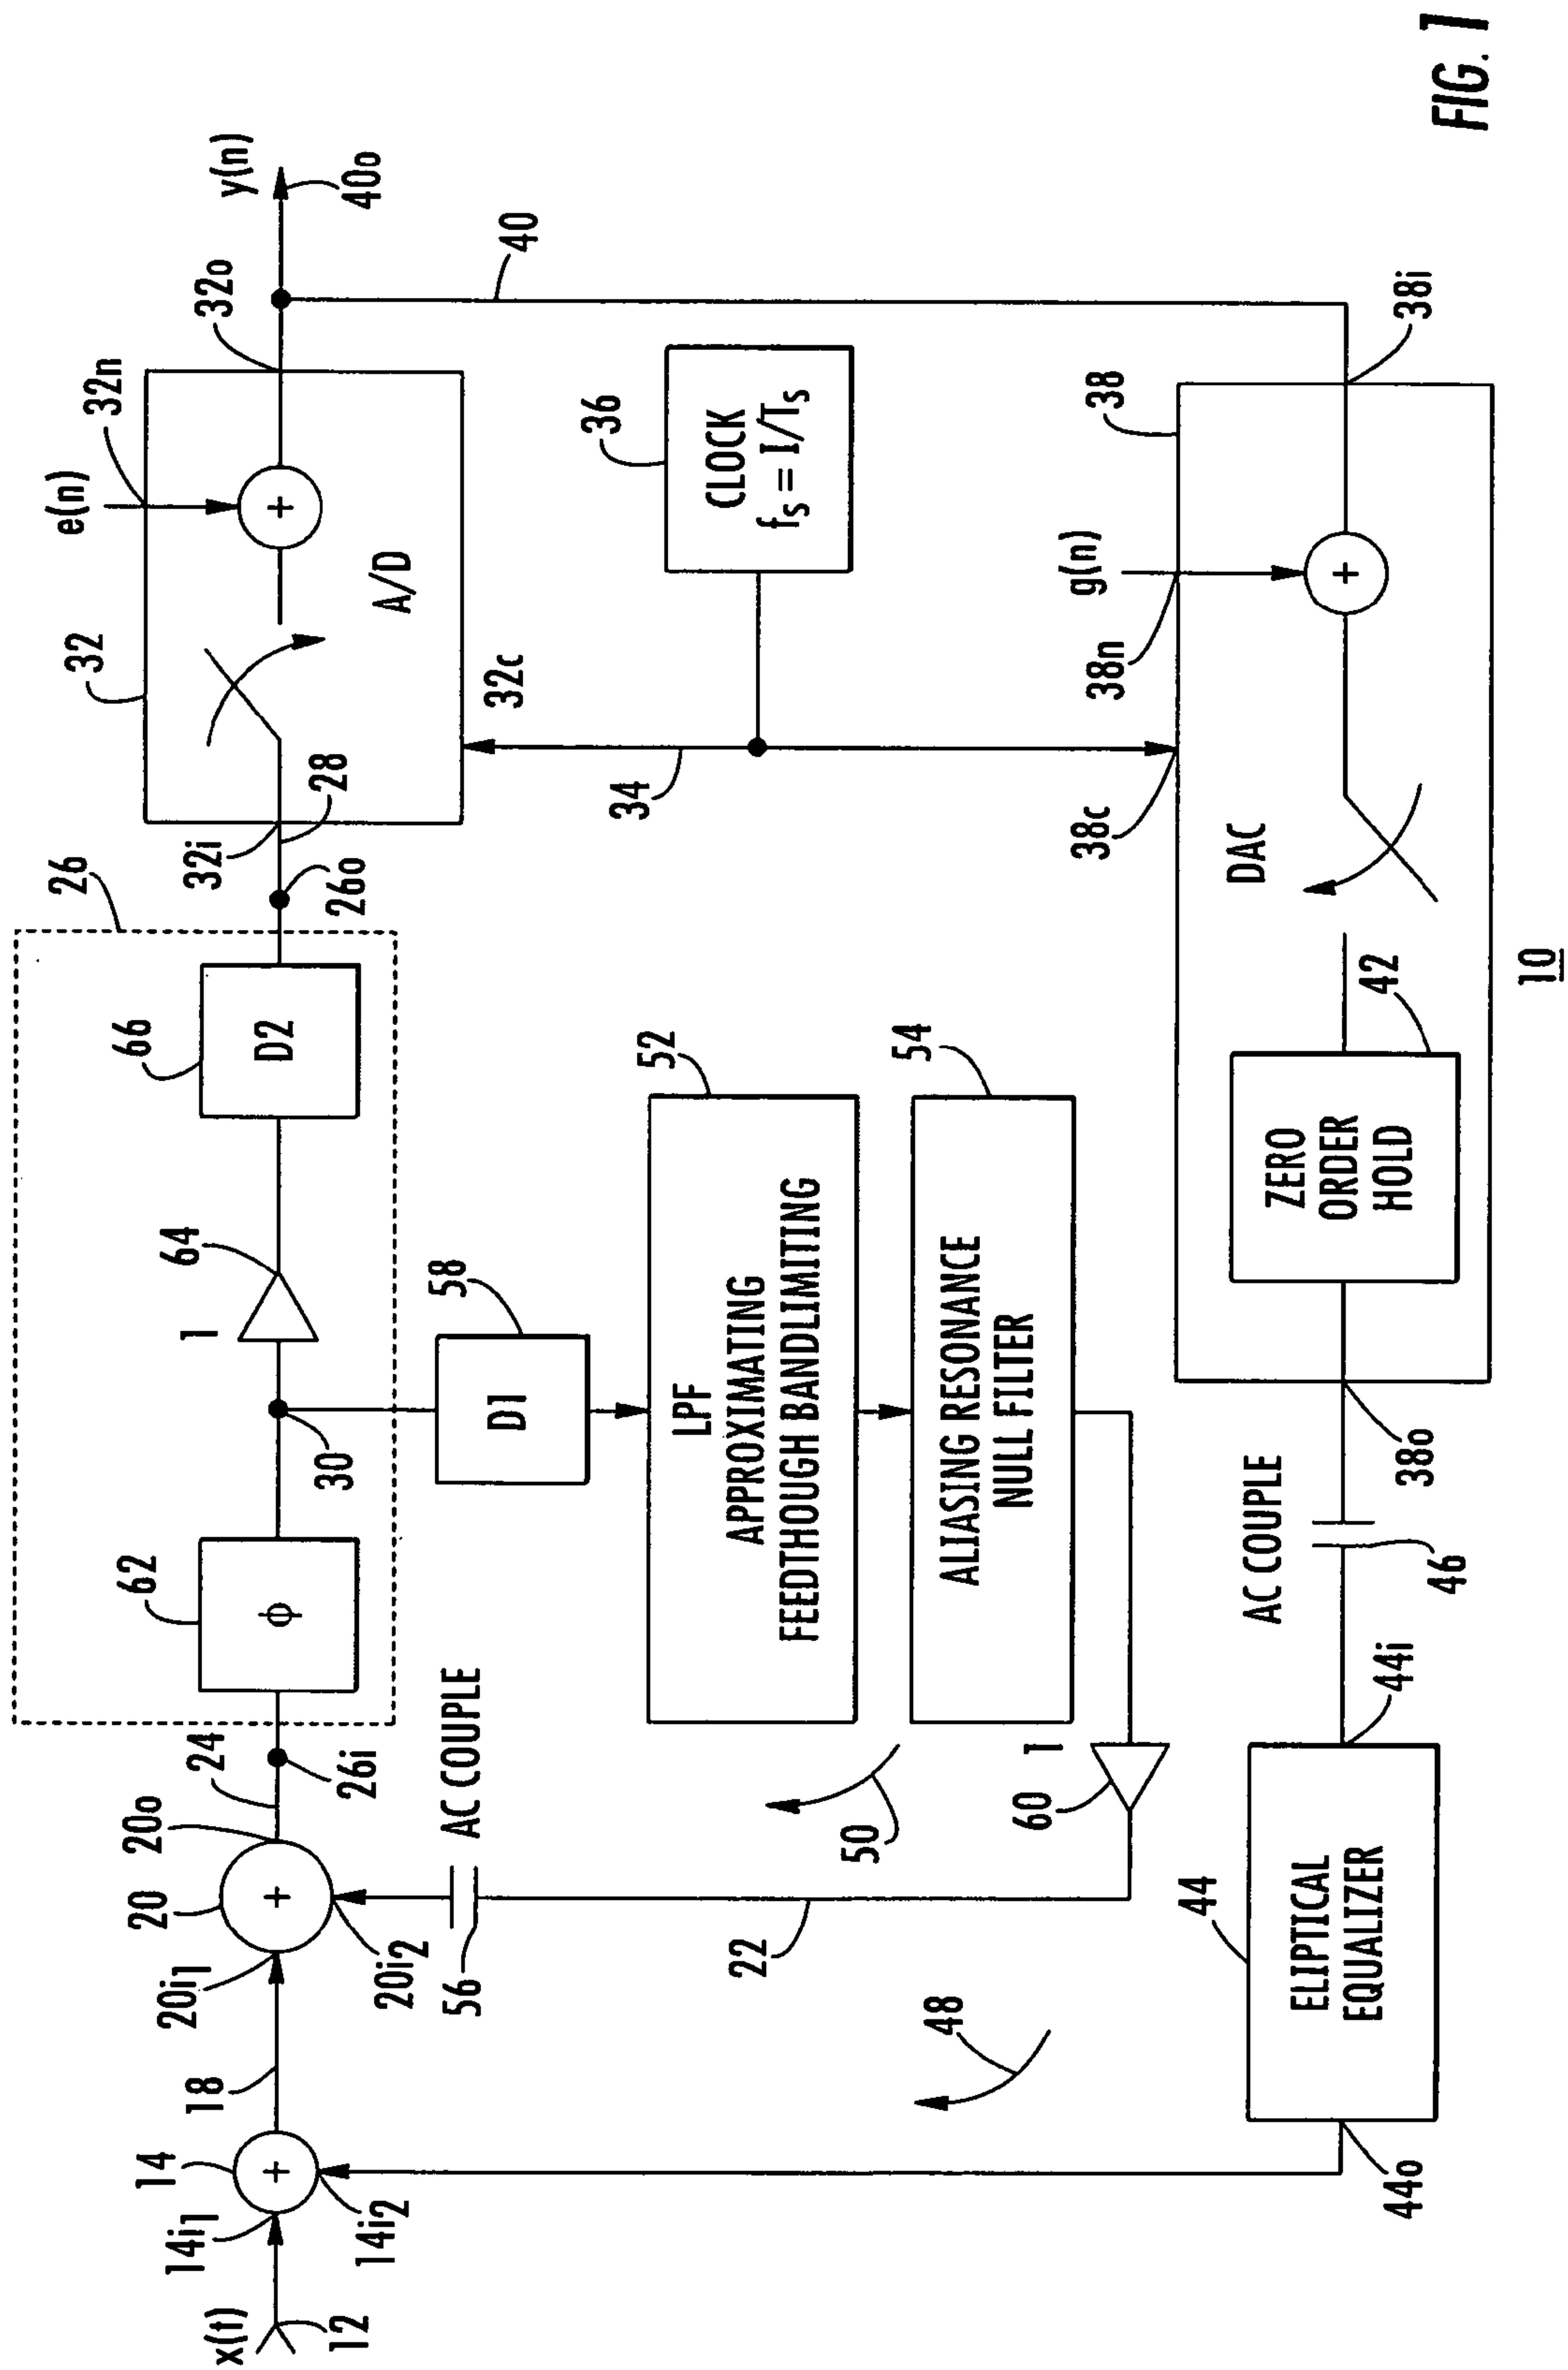 x(t)
12
14i1
14
14i2
18
20i1
20
20o
20i2
24
26i
26
62
ϕ
30
1
64
66
D2
26o
28
32i
32
A/D
32n
e(n)
32o
32c
y(n)
40o
40
56
AC COUPLE
58
D1
52
LPF
APPROXIMATING
FEEDTHOUGH BANDLIMITING
54
ALIASING RESONANCE
NULL FILTER
34
36
CLOCK
fs = I/Ts
22
50
1
60
48
44
44o
ELIPTICAL
EQUALIZER
44i
AC COUPLE
46
38o
ZERO
ORDER
HOLD
42
DAC
38c
38n
g(n)
38
38i
10
FIG. 1